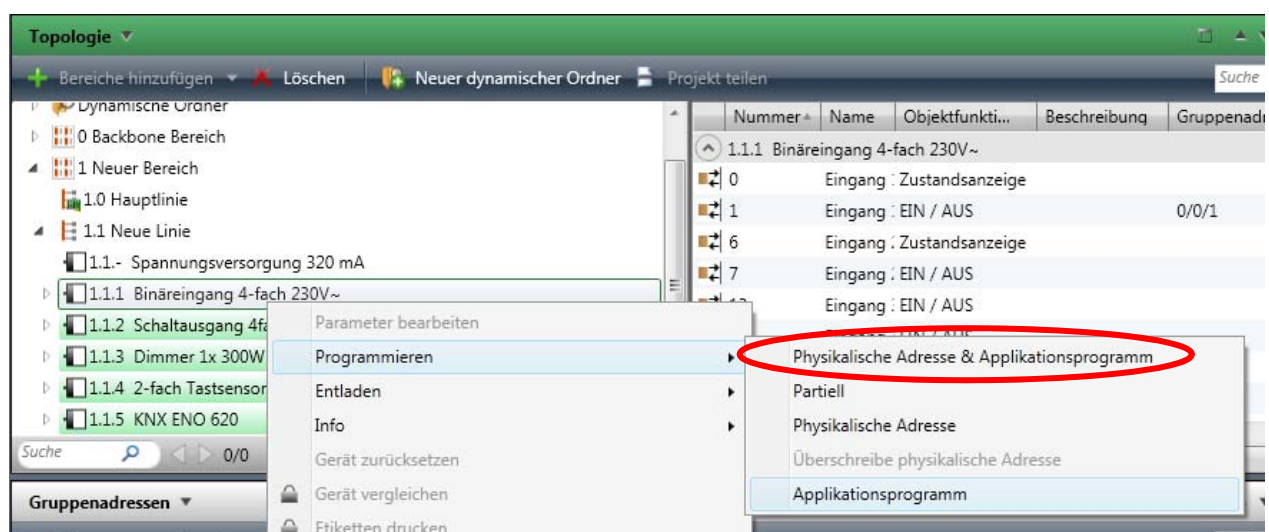 Topologie
Bereiche hinzufügen Löschen Neuer dynamischer Ordner Projekt teilen Suche
Dynamische Ordner
0 Backbone Bereich
1 Neuer Bereich
1.0 Hauptlinie
1.1 Neue Linie
1.1.- Spannungsversorgung 320 mA
1.1.1 Binäreingang 4-fach 230V~
1.1.2 Schaltausgang 4fa
1.1.3 Dimmer 1x 300W
1.1.4 2-fach Tastsensor
1.1.5 KNX ENO 620
Suche 0/0
Gruppenadressen
Nummer Name Objektfunkti... Beschreibung Gruppenadr
1.1.1 Binäreingang 4-fach 230V~
0 Eingang Zustandsanzeige
1 Eingang EIN / AUS 0/0/1
6 Eingang Zustandsanzeige
7 Eingang EIN / AUS
Eingang EIN / AUS
Parameter bearbeiten
Programmieren
Entladen
Info
Gerät zurücksetzen
Gerät vergleichen
Etiketten drucken
Physikalische Adresse & Applikationsprogramm
Partiell
Physikalische Adresse
Überschreibe physikalische Adresse
Applikationsprogramm